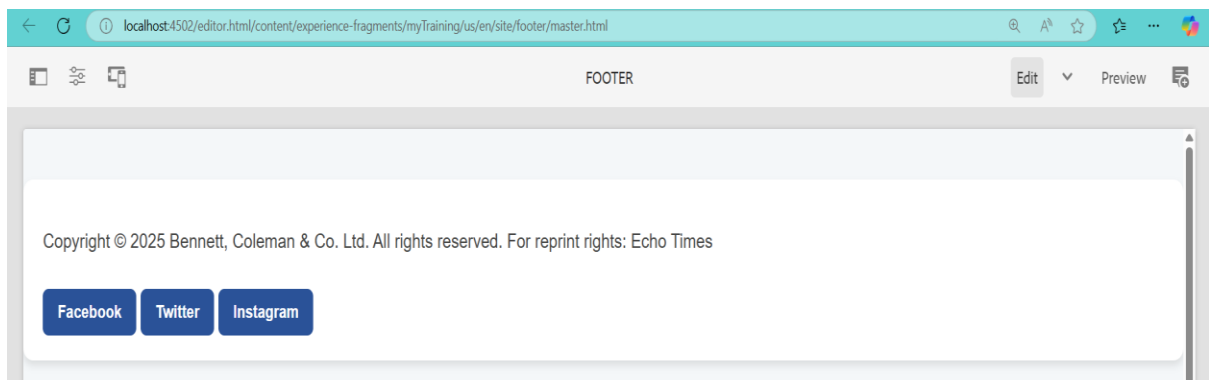 localhost:4502/editor.html/content/experience-fragments/myTraining/us/en/site/footer/master.html
FOOTER Edit Preview
Copyright © 2025 Bennett, Coleman & Co. Ltd. All rights reserved. For reprint rights: Echo Times
Facebook Twitter Instagram